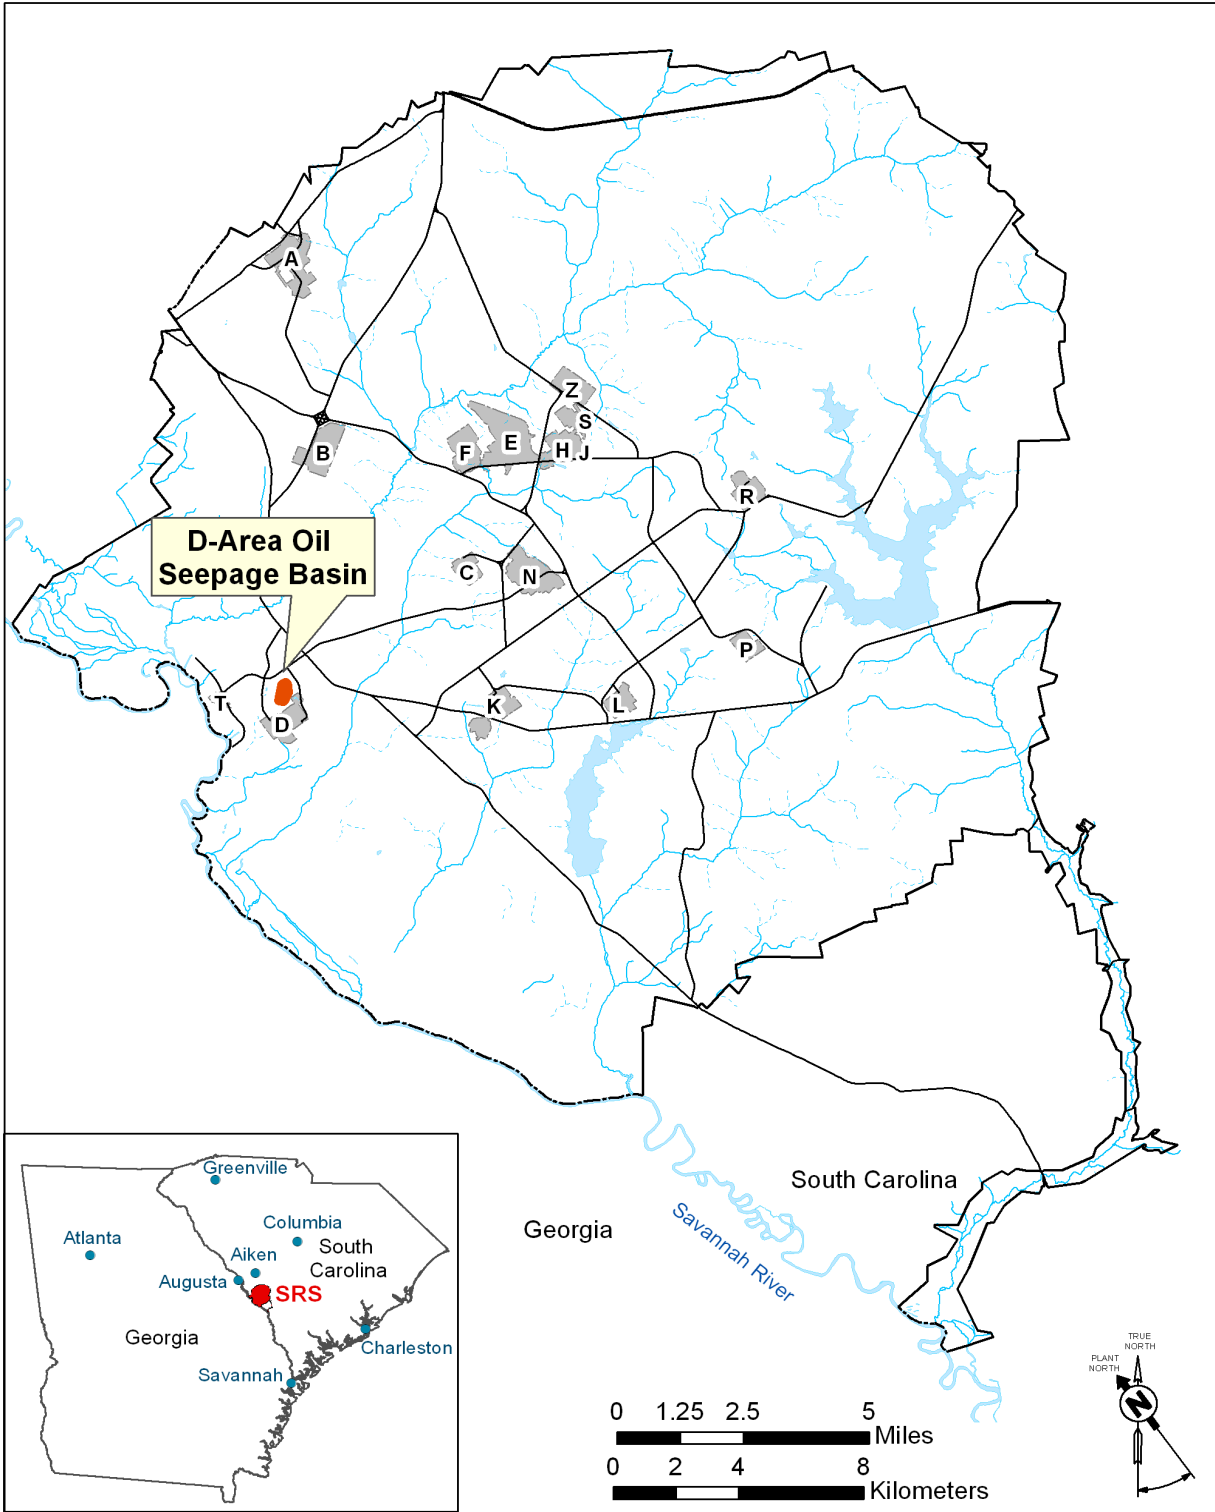 A
Z
S
B
F
E
H
J
R
D-Area Oil
Seepage Basin
C
N
P
T
D
K
L
South Carolina
Georgia
Savannah River
Greenville
Atlanta
Columbia
South
Carolina
Aiken
Augusta
SRS
Georgia
Charleston
Savannah
TRUE
NORTH
PLANT
NORTH
N
0 1.25 2.5 5
Miles
0 2 4 8
Kilometers